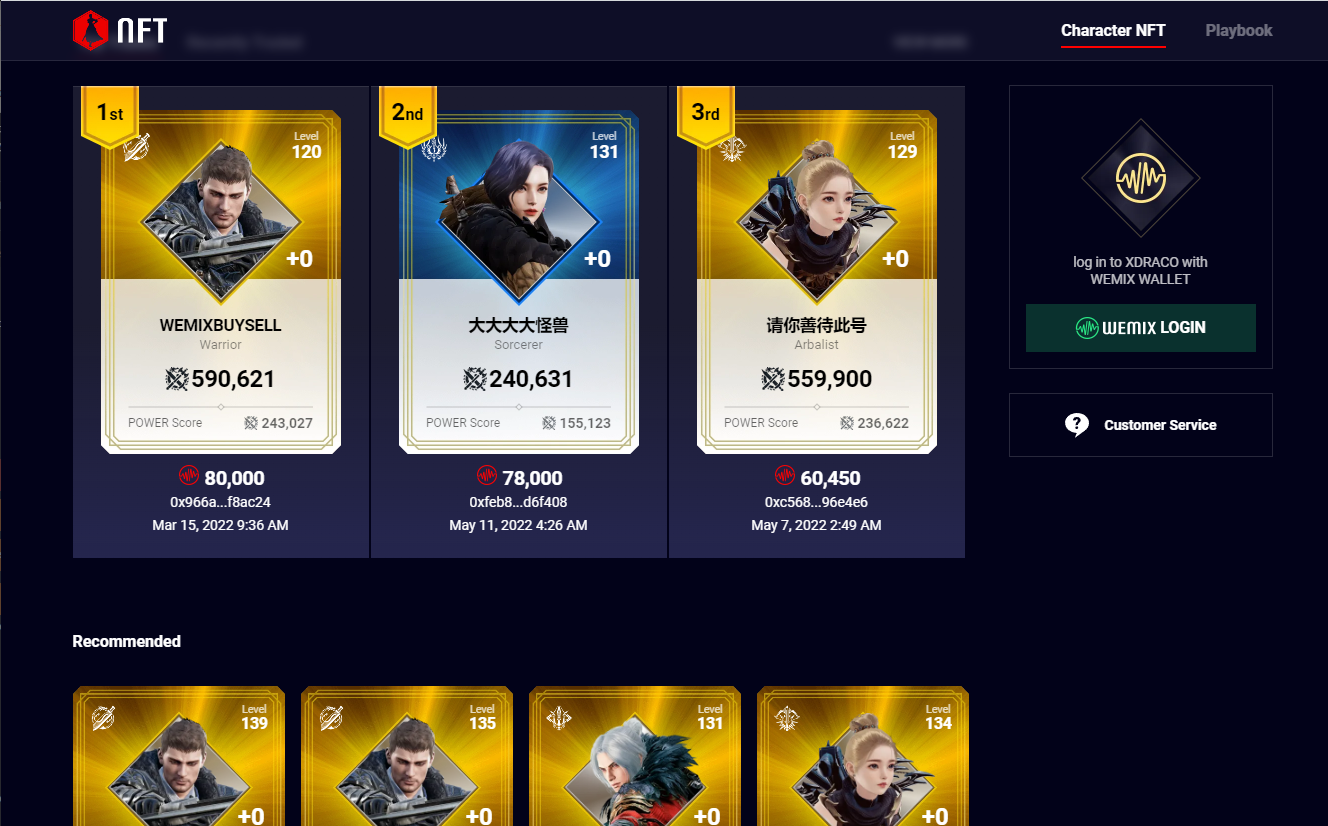 NFT
Character NFT
Playbook
1st
Level
120
+0
WEMIXBUYSELL
Warrior
590,621
POWER Score 243,027
80,000
0x966a...f8ac24
Mar 15, 2022 9:36 AM
2nd
Level
131
+0
大大大大怪兽
Sorcerer
240,631
POWER Score 155,123
78,000
0xfeb8...d6f408
May 11, 2022 4:26 AM
3rd
Level
129
+0
请你善待此号
Arbalist
559,900
POWER Score 236,622
60,450
0xc568...96e4e6
May 7, 2022 2:49 AM
log in to XDRACO with
WEMIX WALLET
WEMIX LOGIN
? Customer Service
Recommended
Level
139
+0
Level
135
+0
Level
131
+0
Level
134
+0